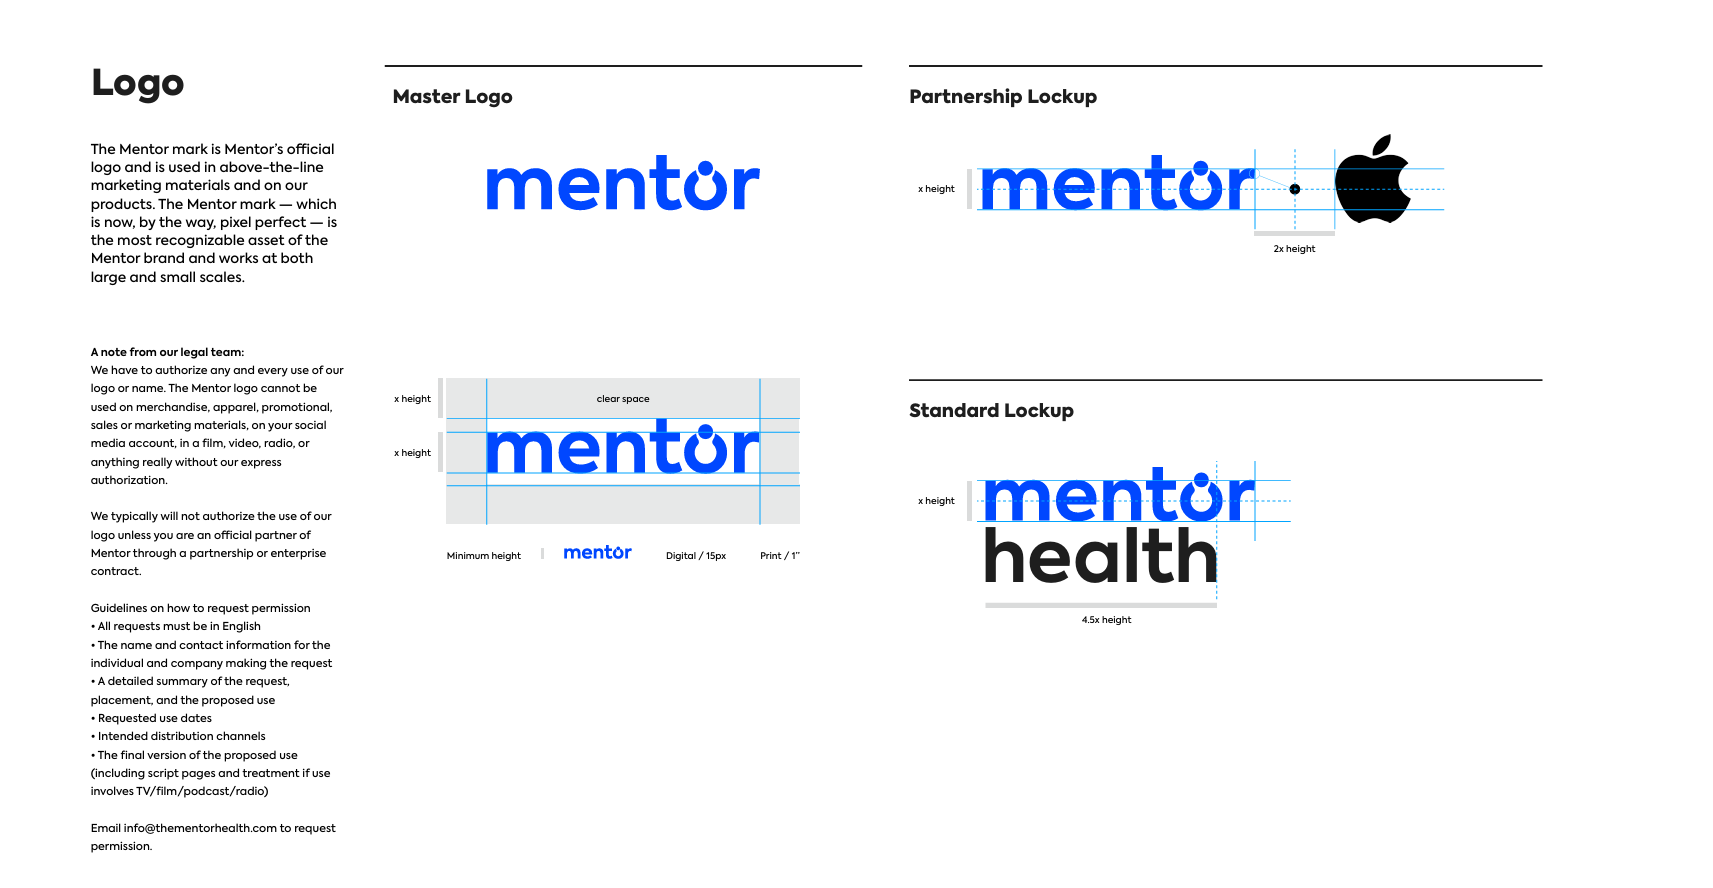 Logo
The Mentor mark is Mentor’s official
logo and is used in above-the-line
marketing materials and on our
products. The Mentor mark — which
is now, by the way, pixel perfect — is
the most recognizable asset of the
Mentor brand and works at both
large and small scales.
A note from our legal team:
We have to authorize any and every use of our
logo or name. The Mentor logo cannot be
used on merchandise, apparel, promotional,
sales or marketing materials, on your social
media account, in a film, video, radio, or
anything really without our express
authorization.
We typically will not authorize the use of our
logo unless you are an official partner of
Mentor through a partnership or enterprise
contract.
Guidelines on how to request permission
• All requests must be in English
• The name and contact information for the
individual and company making the request
• A detailed summary of the request,
placement, and the proposed use
• Requested use dates
• Intended distribution channels
• The final version of the proposed use
(including script pages and treatment if use
involves TV/film/podcast/radio)
Email info@thementorhealth.com to request
permission.
Master Logo
mentor
x height
clear space
x height
mentor
Minimum height
mentor
Digital / 15px
Print / 1”
Partnership Lockup
x height
mentor
2x height
Standard Lockup
x height
mentor
health
4.5x height